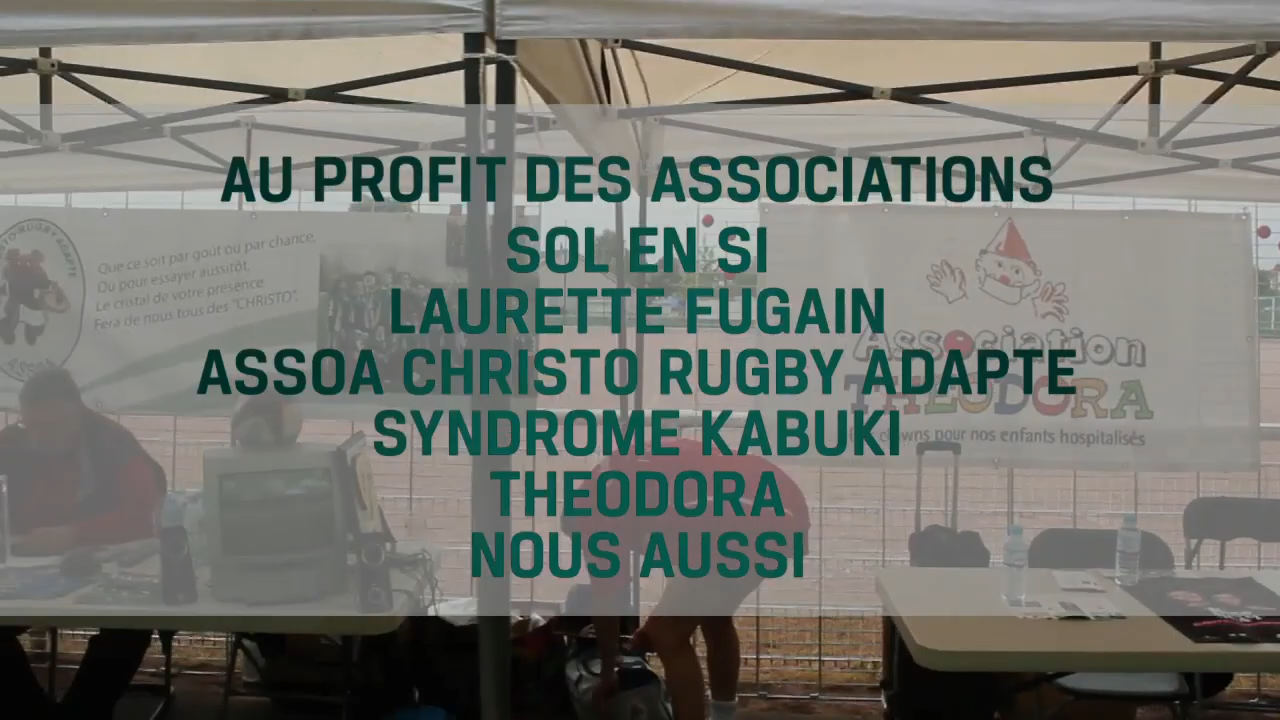 AU PROFIT DES ASSOCIATIONS
SOL EN SI
LAURETTE FUGAIN
ASSOA CHRISTO RUGBY ADAPTE
SYNDROME KABUKI
THEODORA
NOUS AUSSI
Que ce soit par gout ou par chance,
Ou pour essayer aussitôt,
Le cristal de votre présence
Fera de nous tous des "CHRISTO".
RUGBY ADAPTE
Association
THEODORA
pour nos enfants hospitalisés